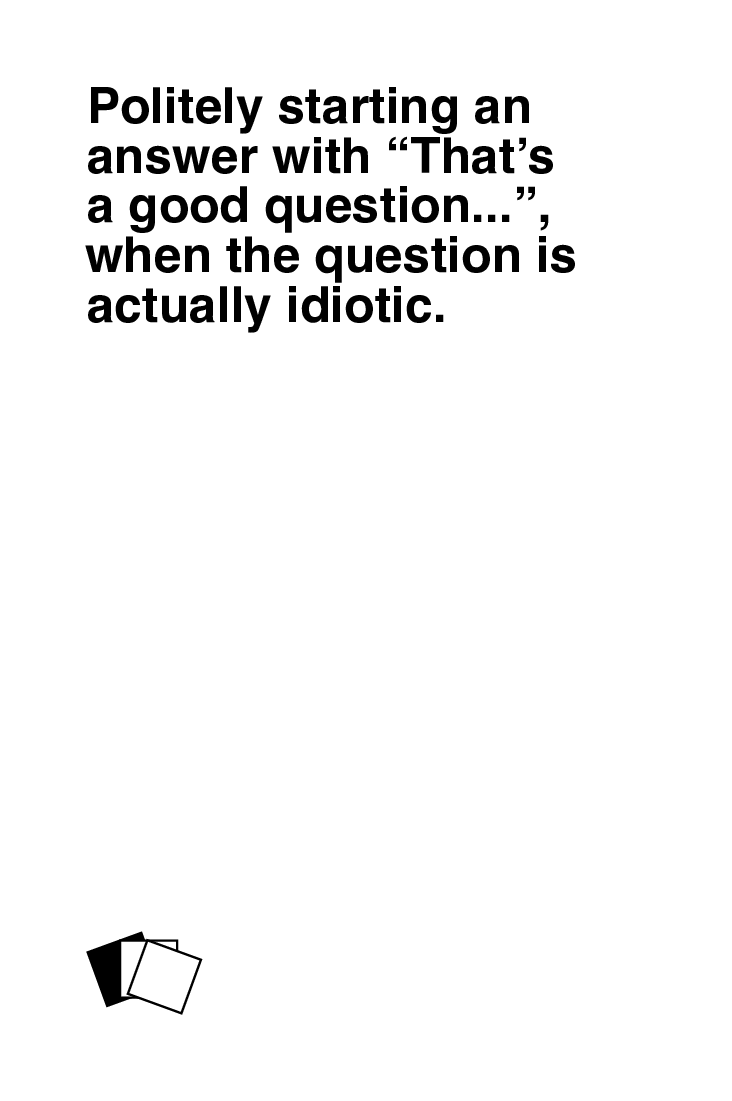 Politely starting an
answer with “That’s
a good question...”,
when the question is
actually idiotic.